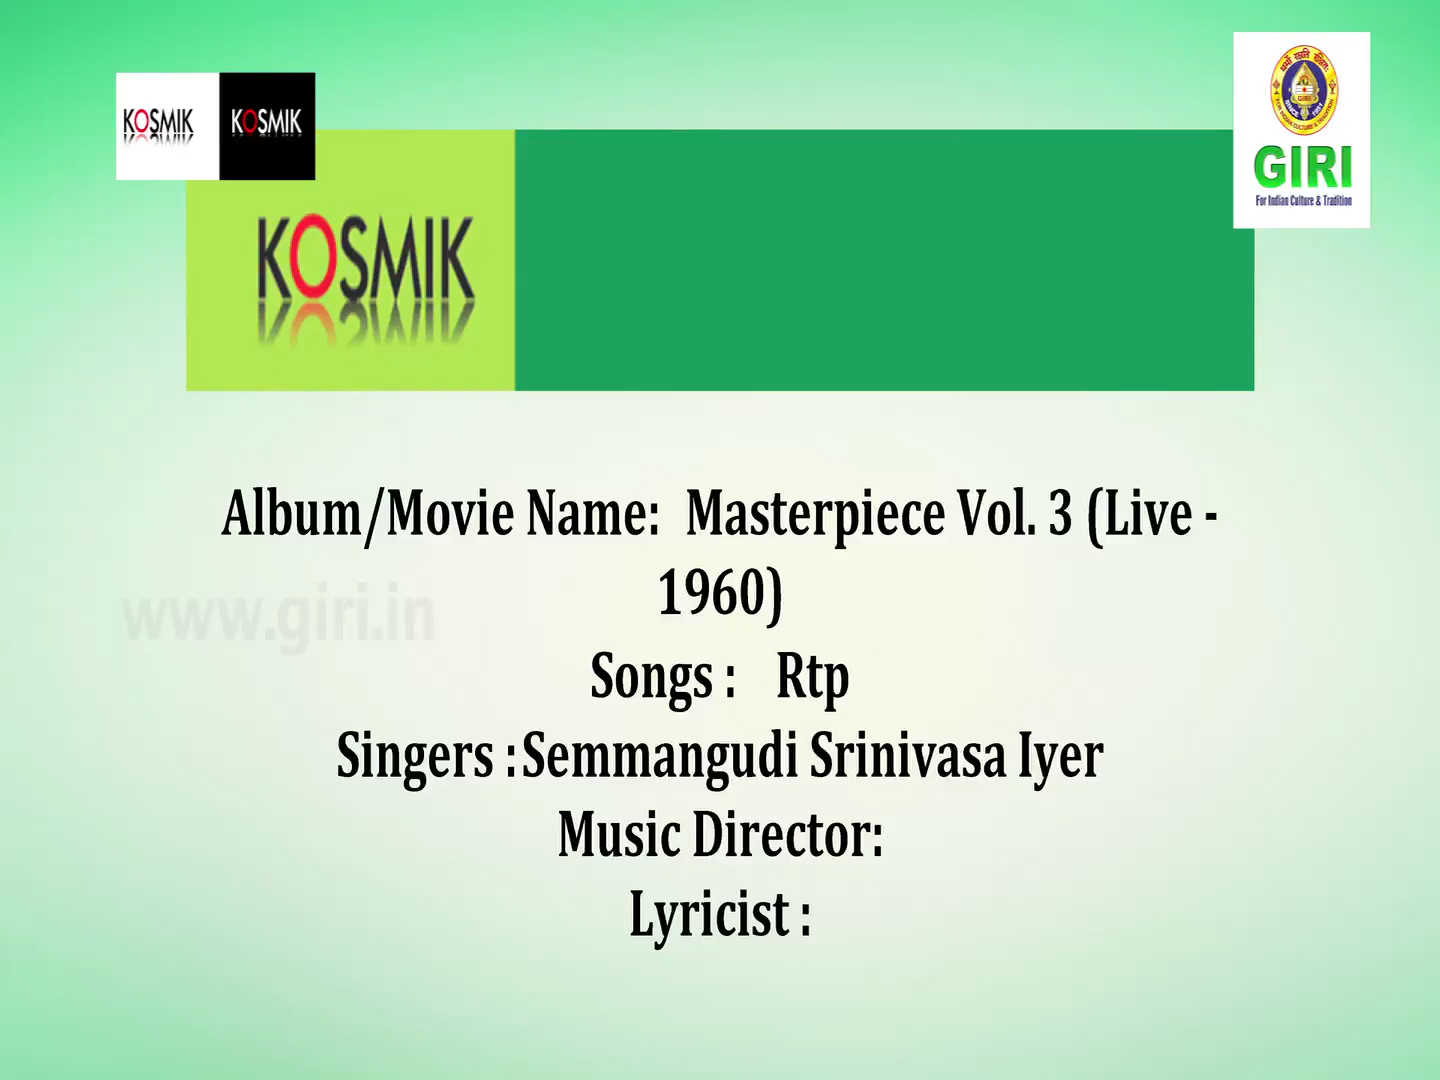 KOSMIK KOSMIK
GIRI
For Indian Culture & Tradition
KOSMIK
Album/Movie Name: Masterpiece Vol. 3 (Live -
1960)
www.giri.in
Songs : Rtp
Singers :Semmangudi Srinivasa Iyer
Music Director:
Lyricist :